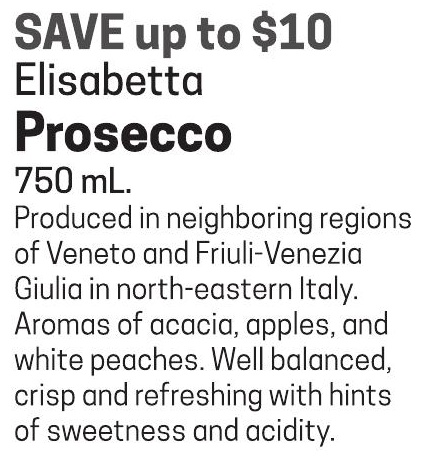 SAVE up to $10
Elisabetta
Prosecco
750 mL.
Produced in neighboring regions
of Veneto and Friuli-Venezia
Giulia in north-eastern Italy.
Aromas of acacia, apples, and
white peaches. Well balanced,
crisp and refreshing with hints
of sweetness and acidity.